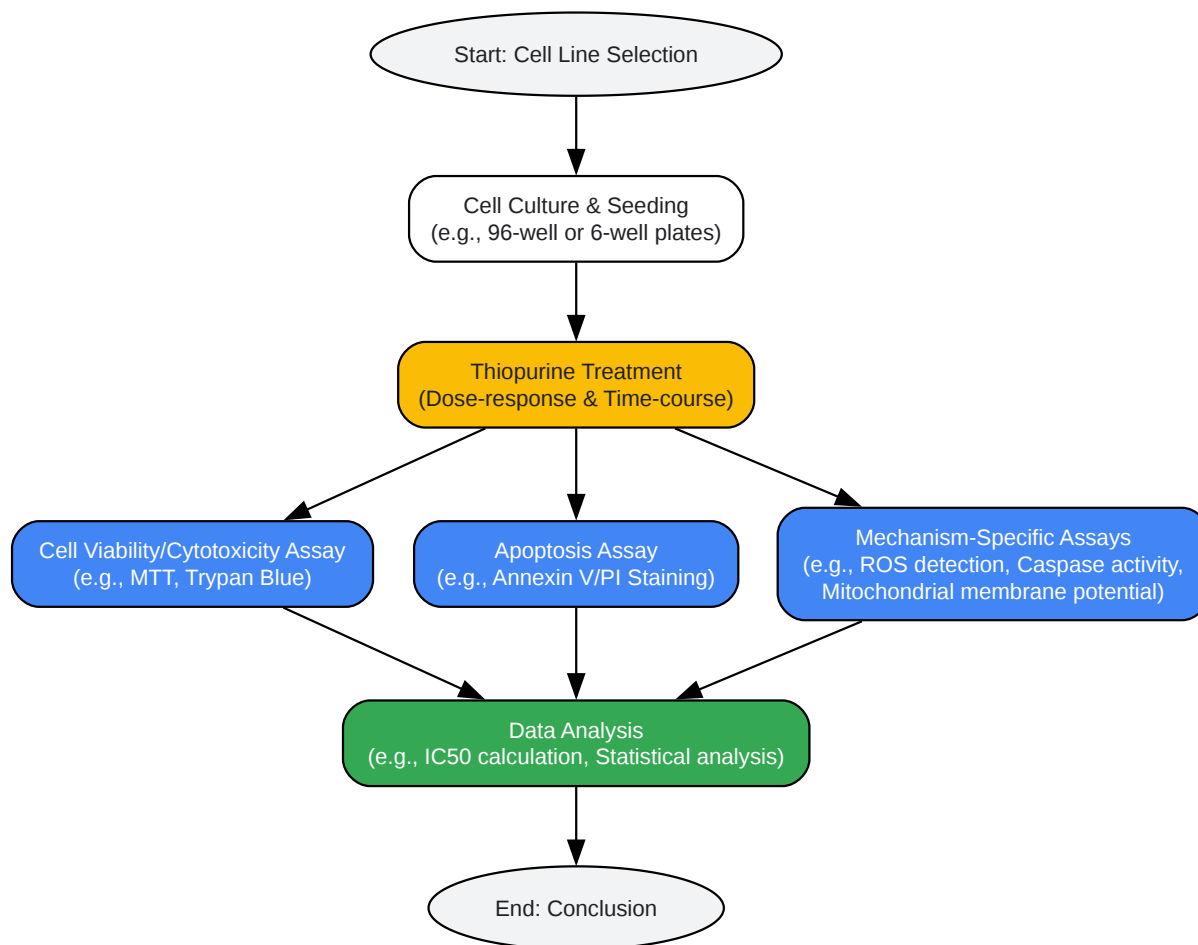 Start: Cell Line Selection
Cell Culture & Seeding
(e.g., 96-well or 6-well plates)
Thiopurine Treatment
(Dose-response & Time-course)
Cell Viability/Cytotoxicity Assay
(e.g., MTT, Trypan Blue)
Apoptosis Assay
(e.g., Annexin V/PI Staining)
Mechanism-Specific Assays
(e.g., ROS detection, Caspase activity,
Mitochondrial membrane potential)
Data Analysis
(e.g., IC50 calculation, Statistical analysis)
End: Conclusion